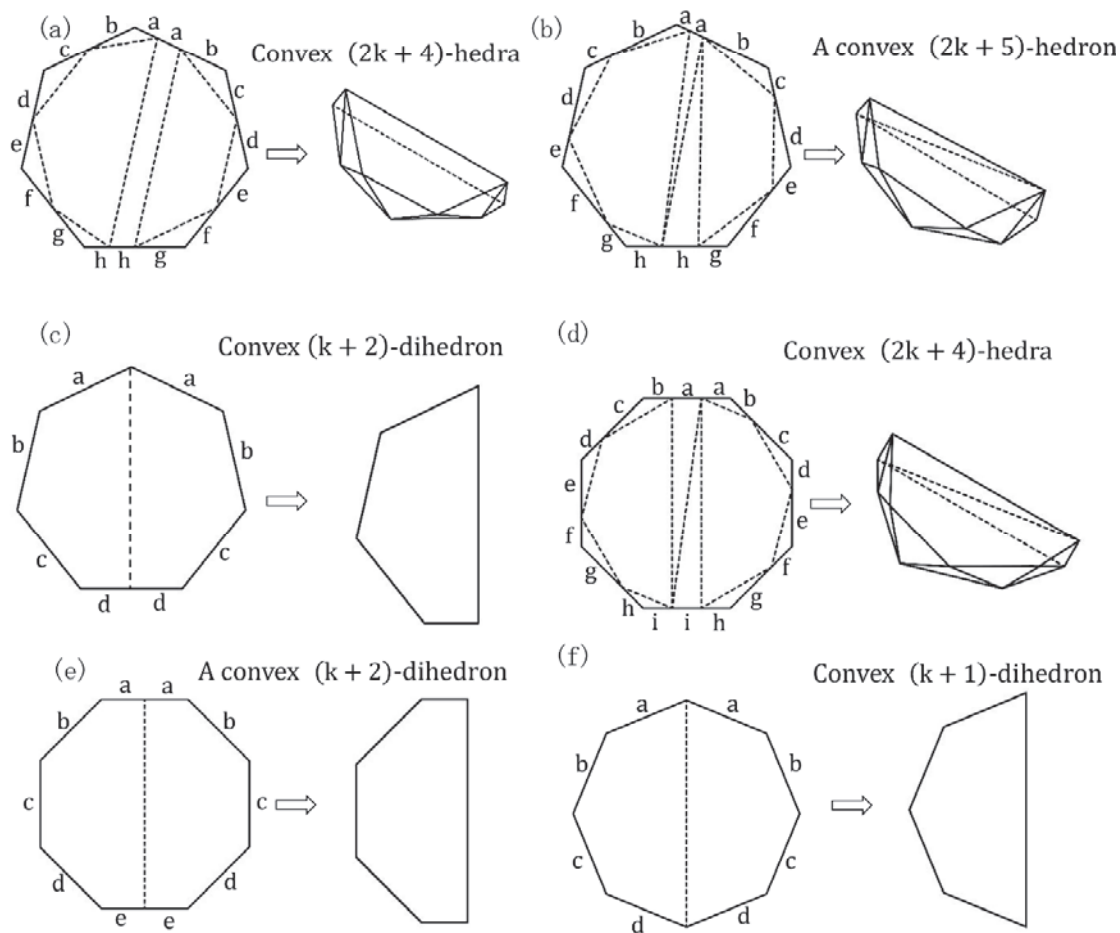 (a)
b a a b
c
Convex (2k + 4)-hedra
d c
e d
f e
g f
h h g
(b)
a a b
c
A convex (2k + 5)-hedron
d c
d
e e
f f
g g
h h
(c)
Convex (k + 2)-dihedron
a a
b b
c c
d d
(d)
Convex (2k + 4)-hedra
b a a b
c c
d d
e e
f f
g g
h h
i i
(e)
A convex (k + 2)-dihedron
a a
b b
c c
d d
e e
(f)
Convex (k + 1)-dihedron
a a
b b
c c
d d